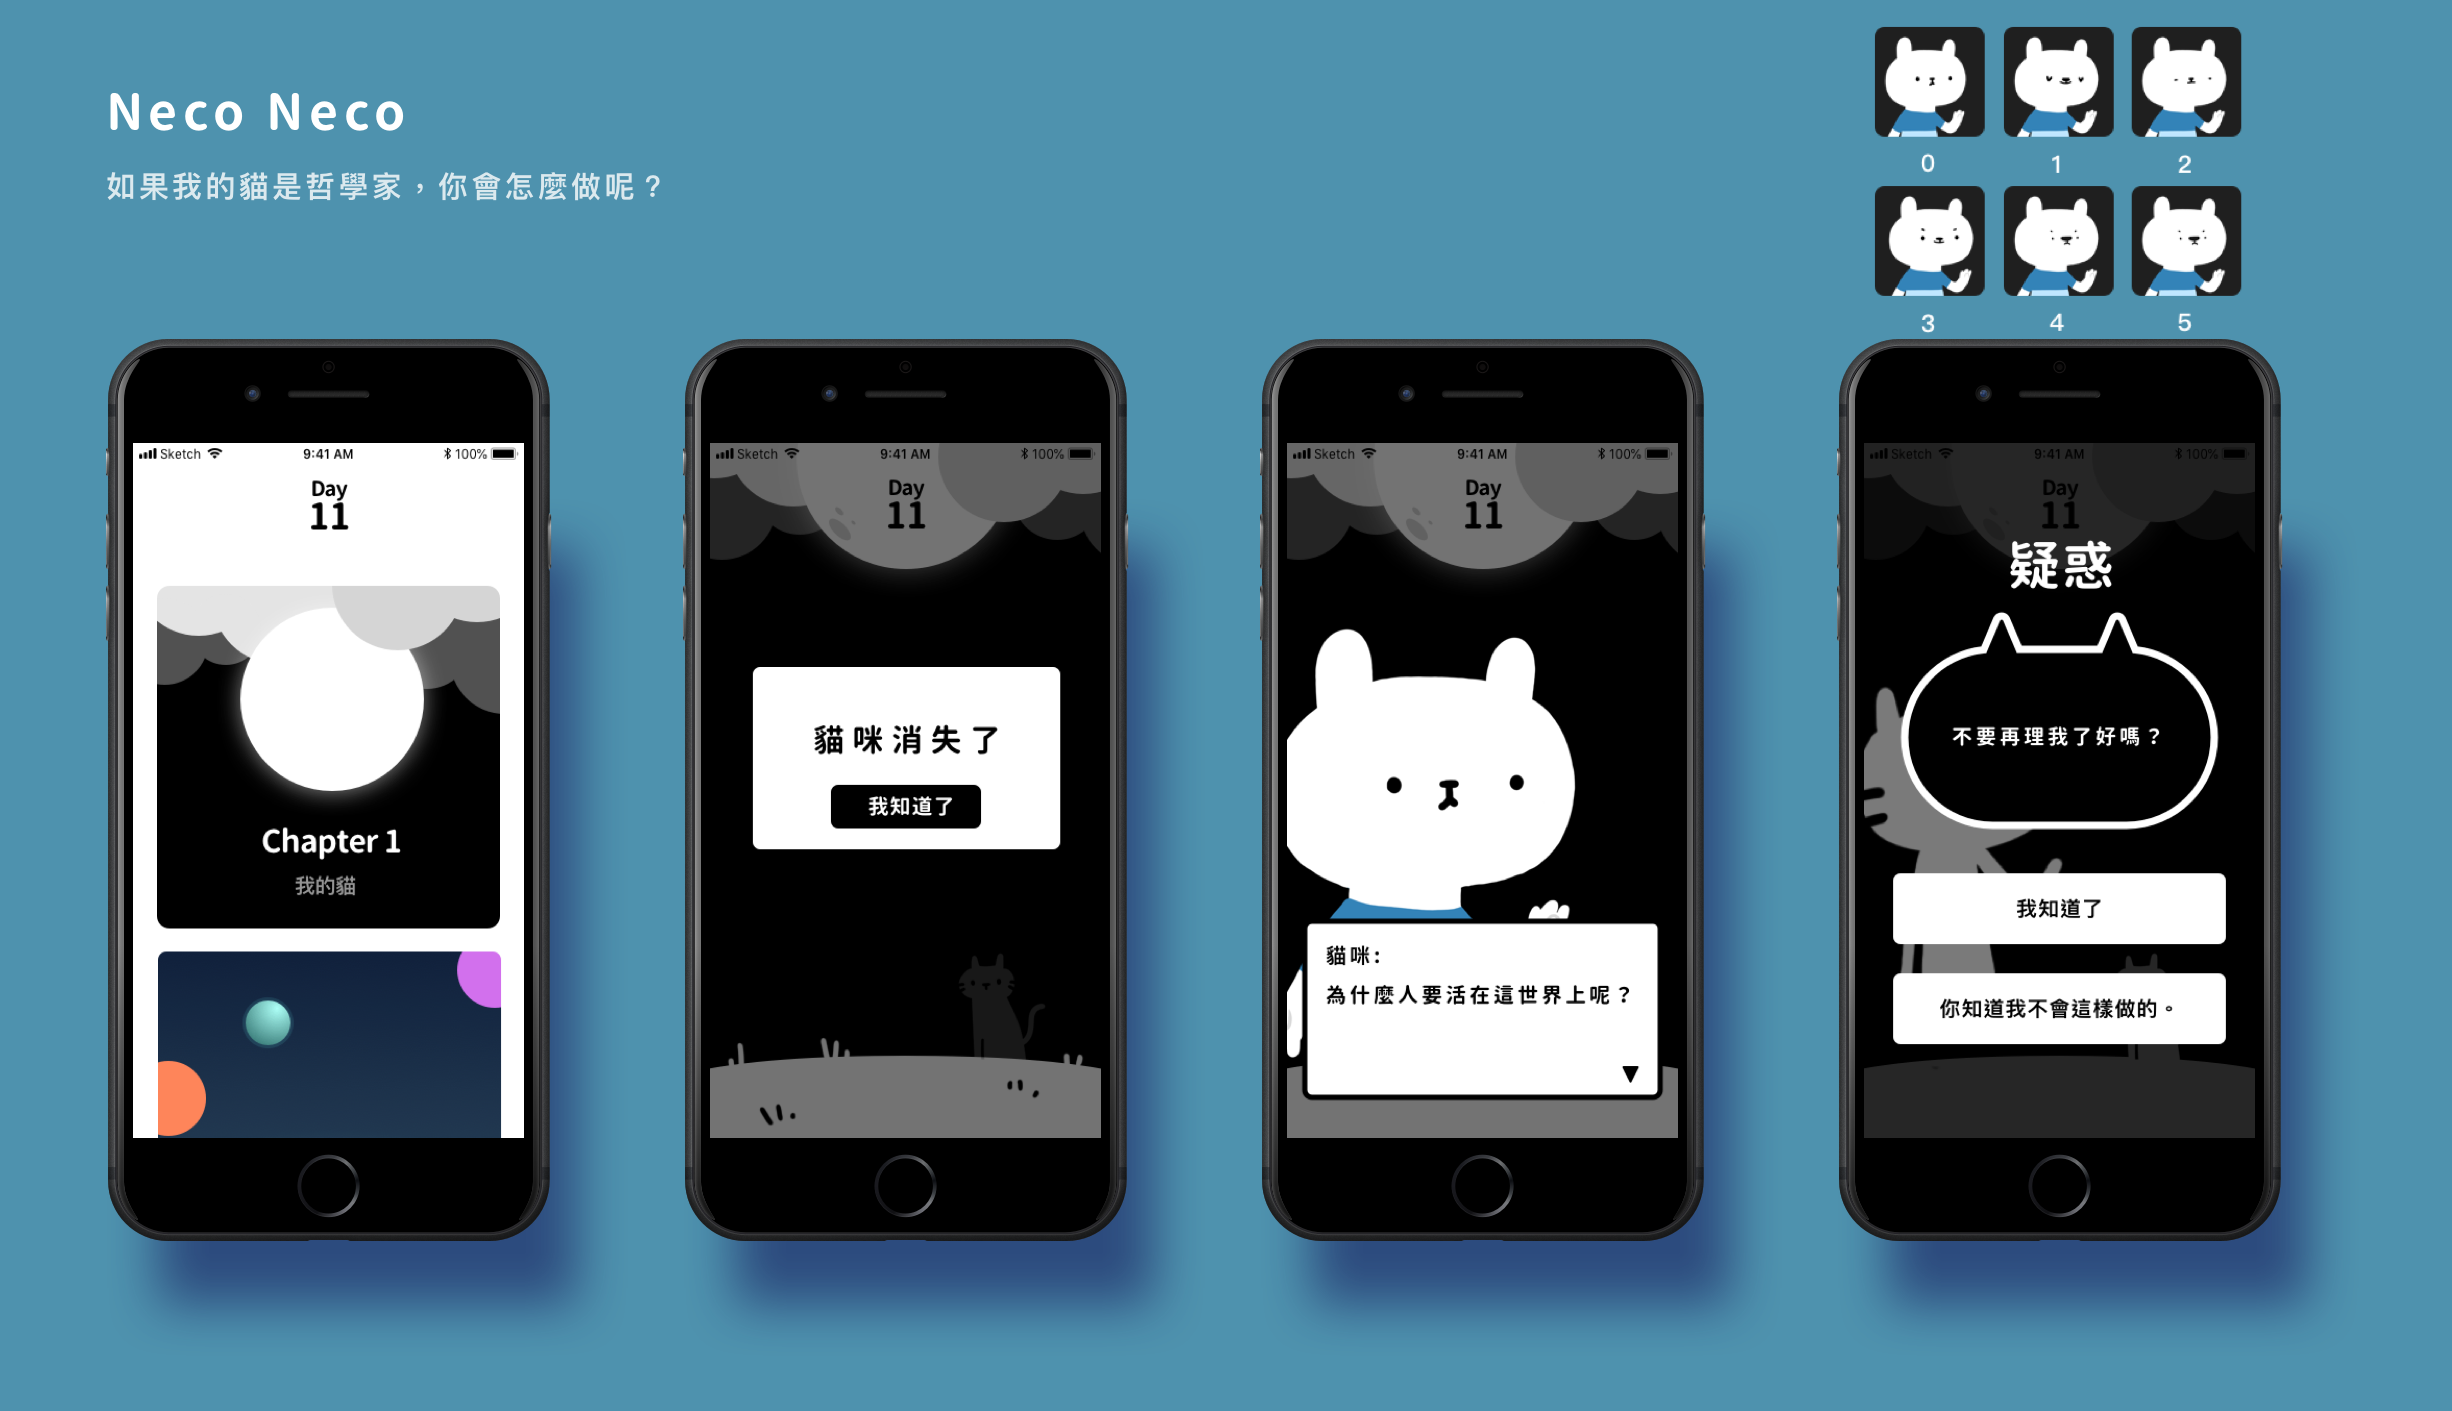 Neco Neco
如果我的貓是哲學家，你會怎麼做呢？
0
1
2
3
4
5
Sketch
9:41 AM
100%
Day
11
Chapter 1
我的貓
Sketch
9:41 AM
100%
Day
11
貓咪消失了
我知道了
Sketch
9:41 AM
100%
Day
11
貓咪:
為什麼人要活在這世界上呢？
Sketch
9:41 AM
100%
Day
11
疑惑
不要再理我了好嗎？
我知道了
你知道我不會這樣做的。